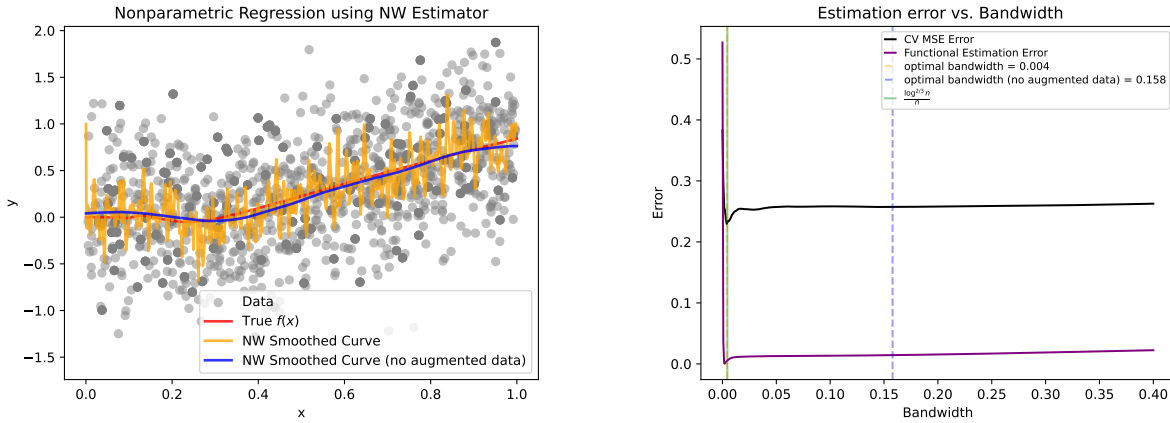 Nonparametric Regression using NW Estimator
2.0
1.5
1.0
0.5
0.0
−0.5
−1.0
−1.5
y
Data
True f(x)
NW Smoothed Curve
NW Smoothed Curve (no augmented data)
0.0 0.2 0.4 0.6 0.8 1.0
x
Estimation error vs. Bandwidth
0.5
0.4
0.3
0.2
0.1
0.0
Error
CV MSE Error
Functional Estimation Error
optimal bandwidth = 0.004
optimal bandwidth (no augmented data) = 0.158
log^{2/3} n / n
0.00 0.05 0.10 0.15 0.20 0.25 0.30 0.35 0.40
Bandwidth